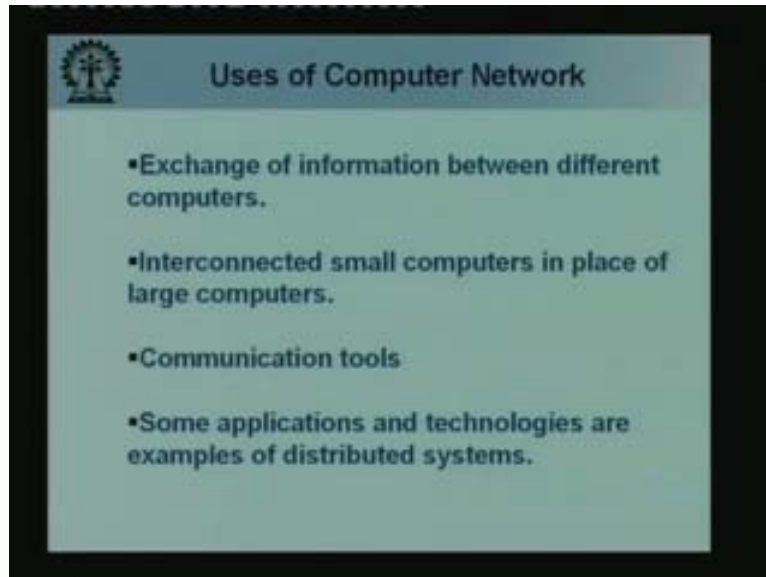 Uses of Computer Network
▪Exchange of information between different
computers.
▪Interconnected small computers in place of
large computers.
▪Communication tools
▪Some applications and technologies are
examples of distributed systems.